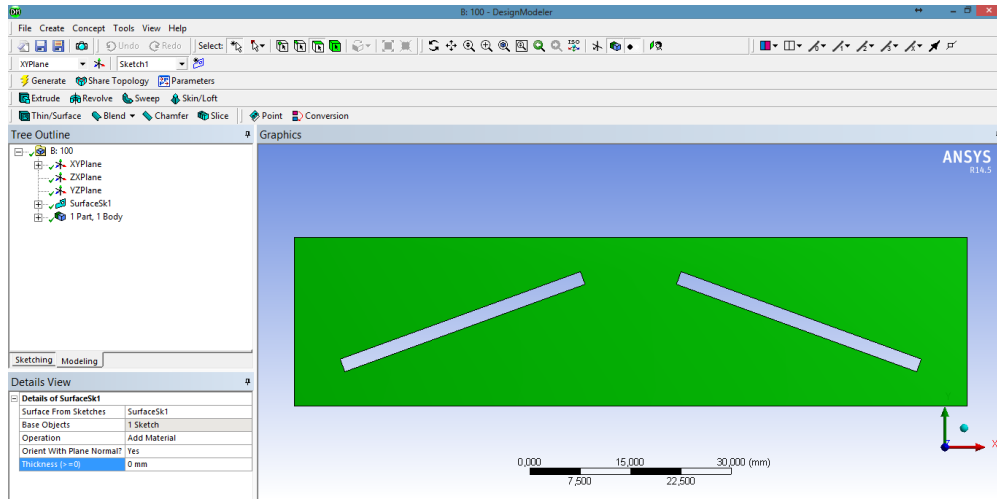 B: 100 - DesignModeler
File Create Concept Tools View Help
Undo Redo Select:
XYPlane Sketch1
Generate Share Topology Parameters
Extrude Revolve Sweep Skin/Loft
Thin/Surface Blend Chamfer Slice Point Conversion
Tree Outline
Graphics
B: 100
XYPlane
ZXPlane
YZPlane
SurfaceSk1
1 Part, 1 Body
Sketching Modeling
Details View
Details of SurfaceSk1
Surface From Sketches SurfaceSk1
Base Objects 1 Sketch
Operation Add Material
Orient With Plane Normal? Yes
Thickness (>=0) 0 mm
ANSYS
R14.5
0,000 15,000 30,000 (mm)
7,500 22,500
X